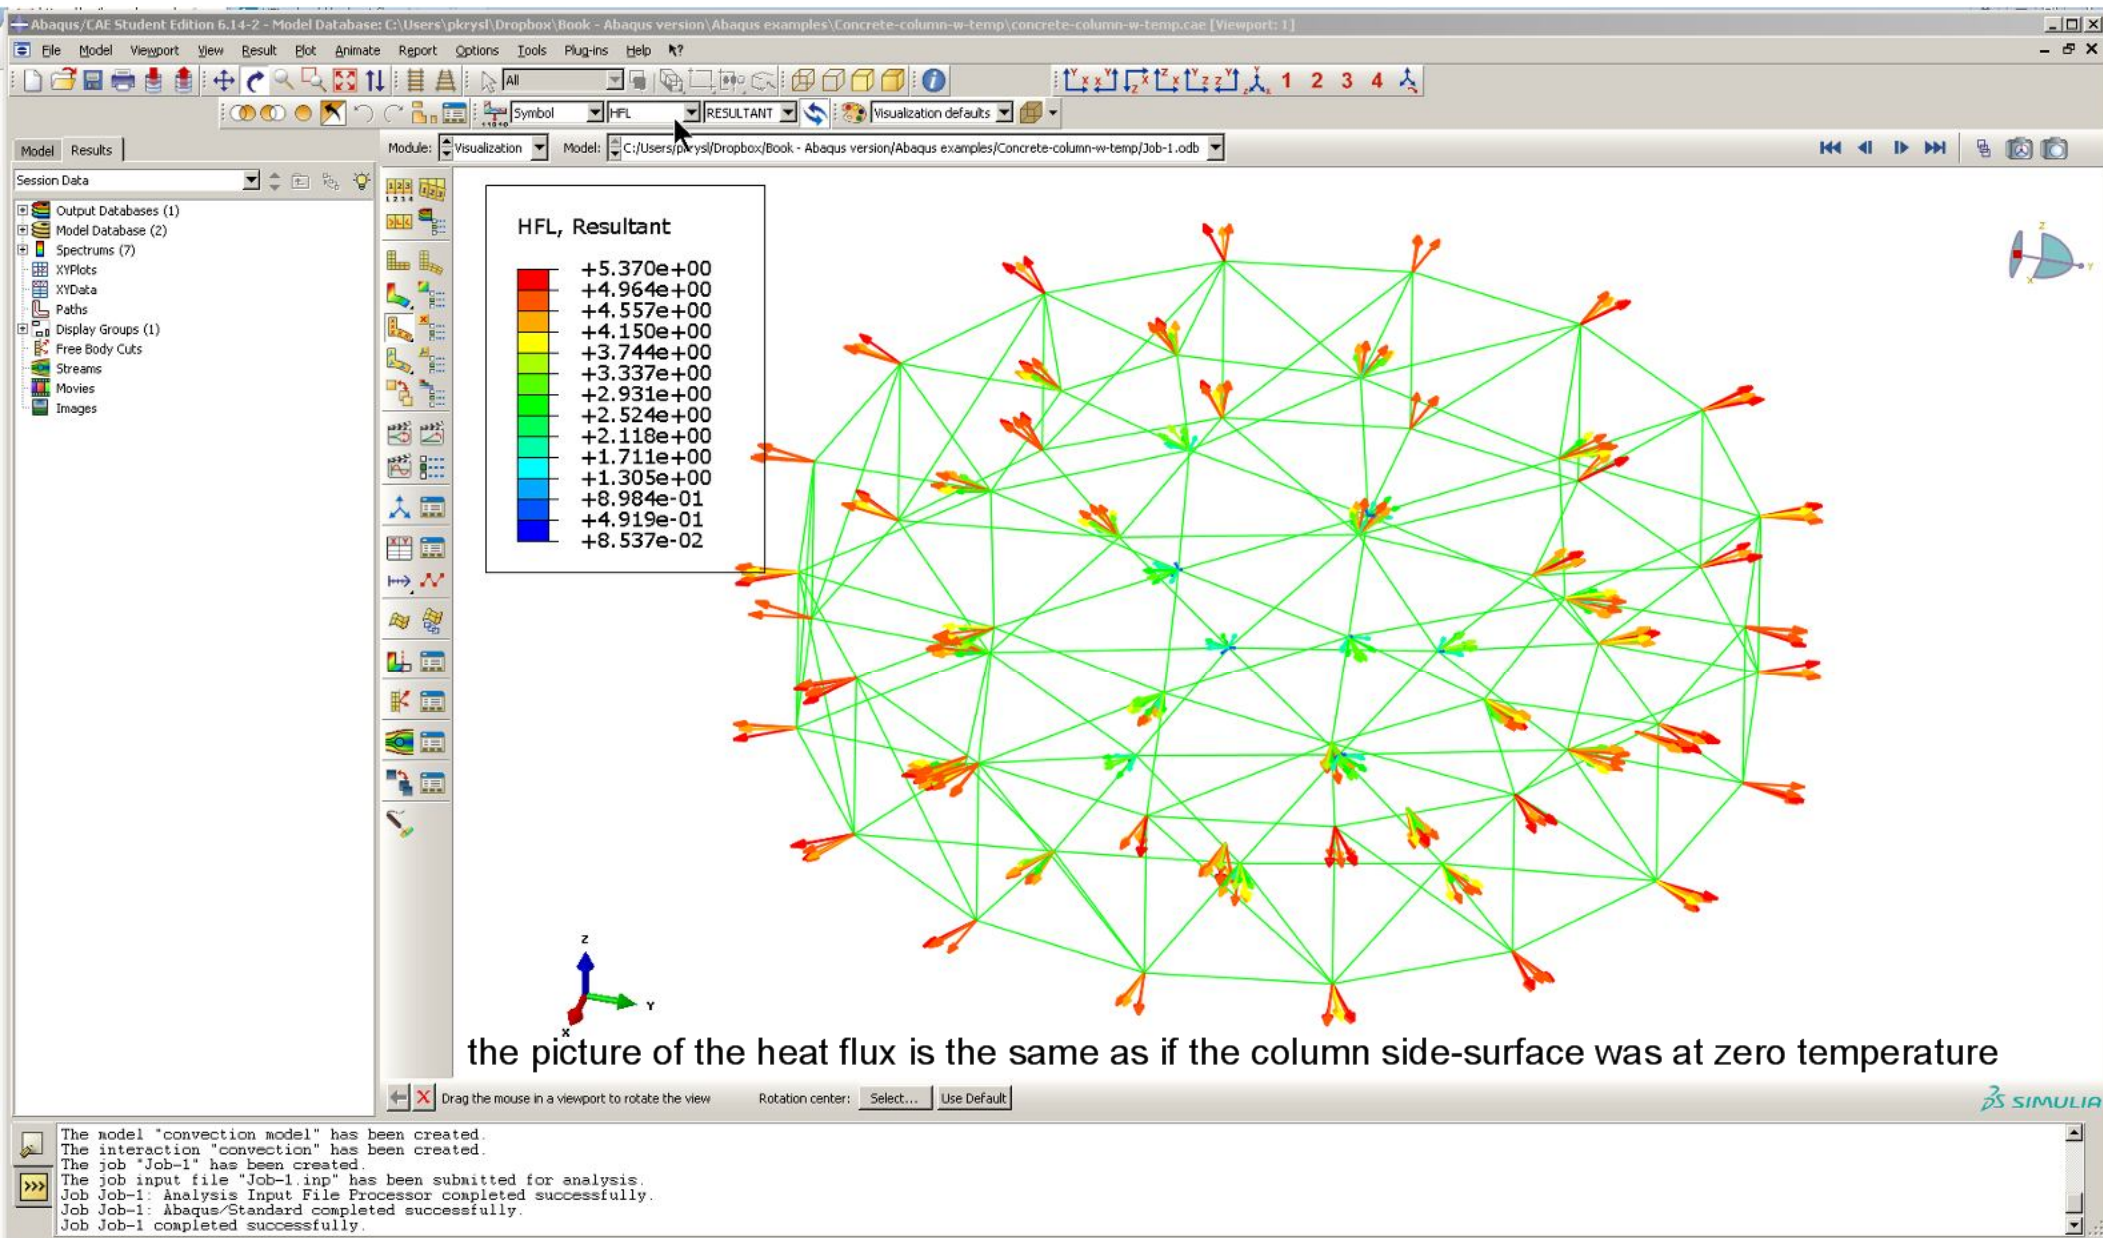 Abaqus/CAE Student Edition 6.14-2 - Model Database: C:\Users\pkrysl\Dropbox\Book - Abaqus version\Abaqus examples\Concrete-column-w-temp\concrete-column-w-temp.cae [Viewport: 1]
File Model Viewport View Result Plot Animate Report Options Tools Plug-ins Help
All
1 2 3 4
Symbol HFL RESULTANT Visualization defaults
Model Results
Module: Visualization Model: C:/Users/pkrysl/Dropbox/Book - Abaqus version/Abaqus examples/Concrete-column-w-temp/Job-1.odb
Session Data
Output Databases (1)
Model Database (2)
Spectrums (7)
XYPlots
XYData
Paths
Display Groups (1)
Free Body Cuts
Streams
Movies
Images
HFL, Resultant
+5.370e+00
+4.964e+00
+4.557e+00
+4.150e+00
+3.744e+00
+3.337e+00
+2.931e+00
+2.524e+00
+2.118e+00
+1.711e+00
+1.305e+00
+8.984e-01
+4.919e-01
+8.537e-02
Z
Y
X
Z
Y
X
the picture of the heat flux is the same as if the column side-surface was at zero temperature
Drag the mouse in a viewport to rotate the view Rotation center: Select... Use Default
SIMULIA
The model "convection model" has been created.
The interaction "convection" has been created.
The job "Job-1" has been created.
The job input file "Job-1.inp" has been submitted for analysis.
Job Job-1: Analysis Input File Processor completed successfully.
Job Job-1: Abaqus/Standard completed successfully.
Job Job-1 completed successfully.